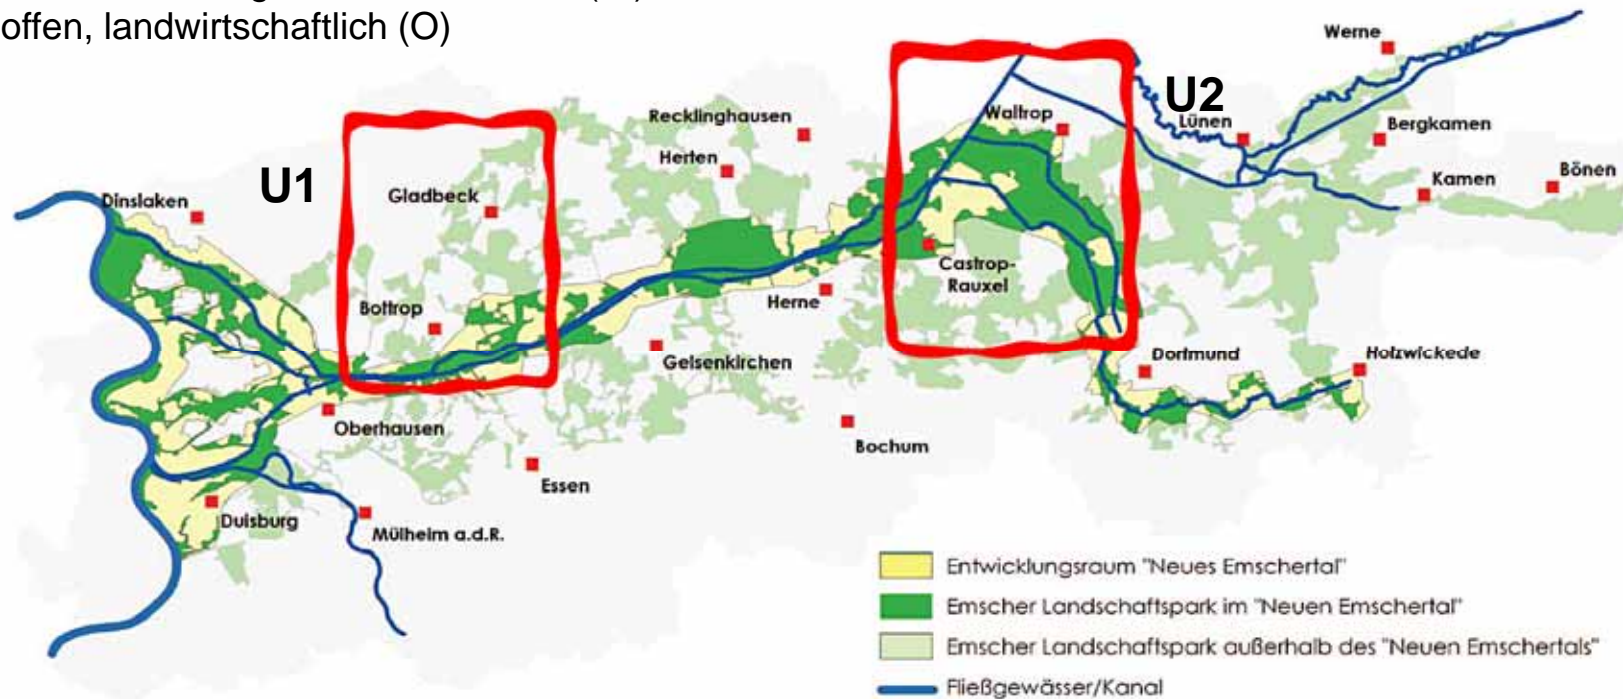 offen, landwirtschaftlich (O)
Werne
U2
Waltrop
Lünen
Recklinghausen
Bergkamen
Herten
Bönen
Kamen
U1
Gladbeck
Dinslaken
Castrop-
Rauxel
Herne
Bottrop
Gelsenkirchen
Dortmund
Holzwickede
Oberhausen
Bochum
Essen
Duisburg
Mülheim a.d.R.
Entwicklungsraum "Neues Emschertal"
Emscher Landschaftspark im "Neuen Emschertal"
Emscher Landschaftspark außerhalb des "Neuen Emschertals"
Fließgewässer/Kanal